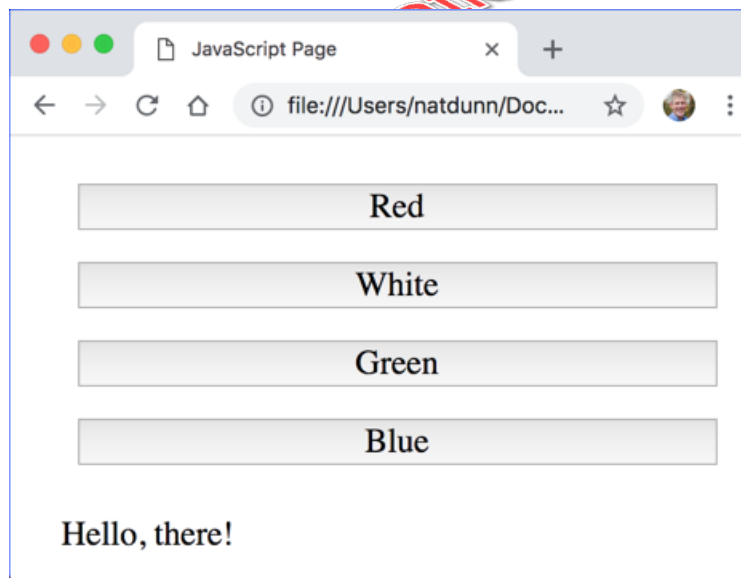 JavaScript Page
file:///Users/natdunn/Doc...
Red
White
Green
Blue
Hello, there!